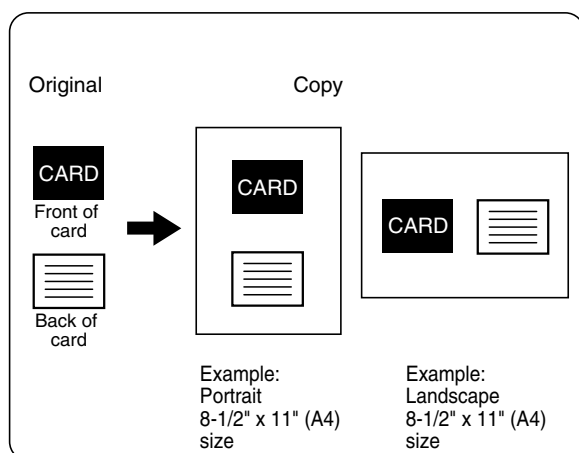 Original
Copy
CARD
Front of
card
Back of
card
CARD
CARD
Example:
Portrait
8-1/2" x 11" (A4)
size
Example:
Landscape
8-1/2" x 11" (A4)
size